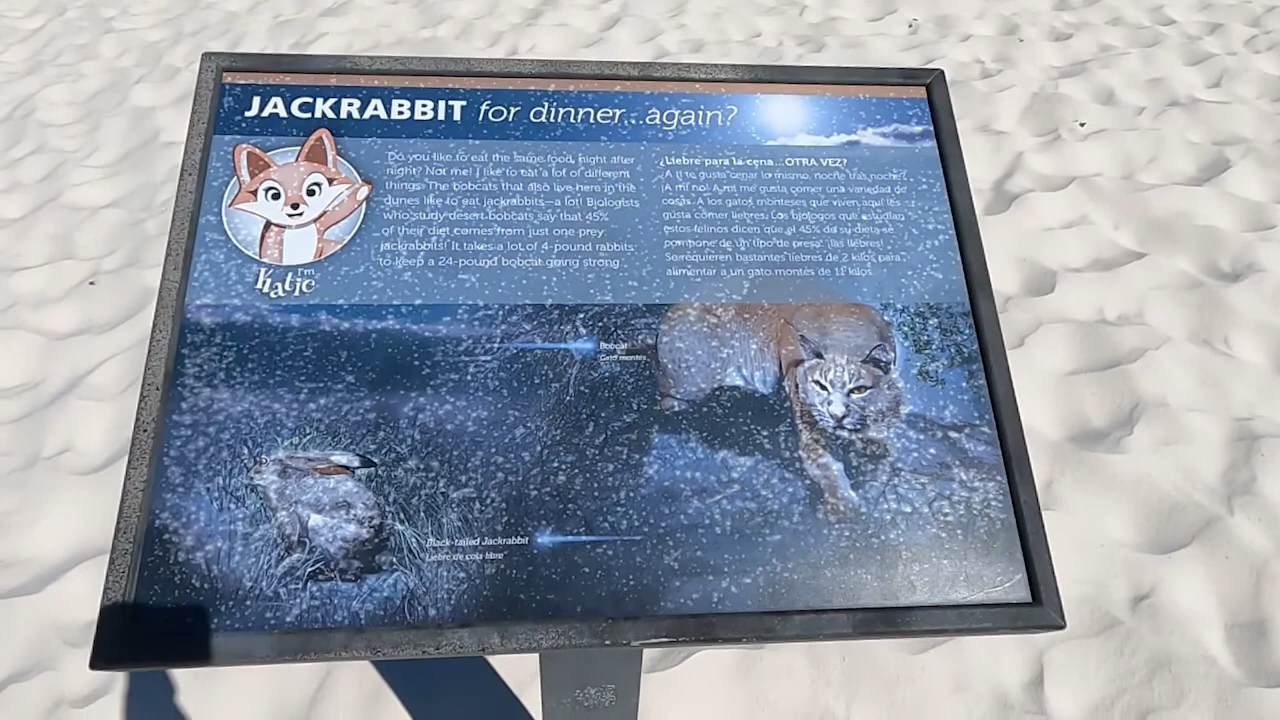 JACKRABBIT for dinner...again?
Do you like to eat the same food, night after
night? Not me! I like to eat a lot of different
things. The bobcats that also live here in the
dunes like to eat jackrabbits—a lot! Biologists
who study desert bobcats say that 45%
of their diet comes from just one prey:
jackrabbits! It takes a lot of 4-pound rabbits
to keep a 24-pound bobcat going strong.
I'm
Katie
¿Liebre para la cena...OTRA VEZ?
¿A ti te gusta cenar lo mismo, noche tras noche?
¡A mí no! A mí me gusta comer una variedad de
cosas. A los gatos monteses que viven aquí les
gusta comer liebres. Los biólogos que estudian
estos felinos dicen que el 45% de su dieta se
compone de un tipo de presa: ¡las liebres!
Se requieren bastantes liebres de 2 kilos para
alimentar a un gato montés de 11 kilos.
Bobcat
Gato montés
Black-tailed Jackrabbit
Liebre de cola